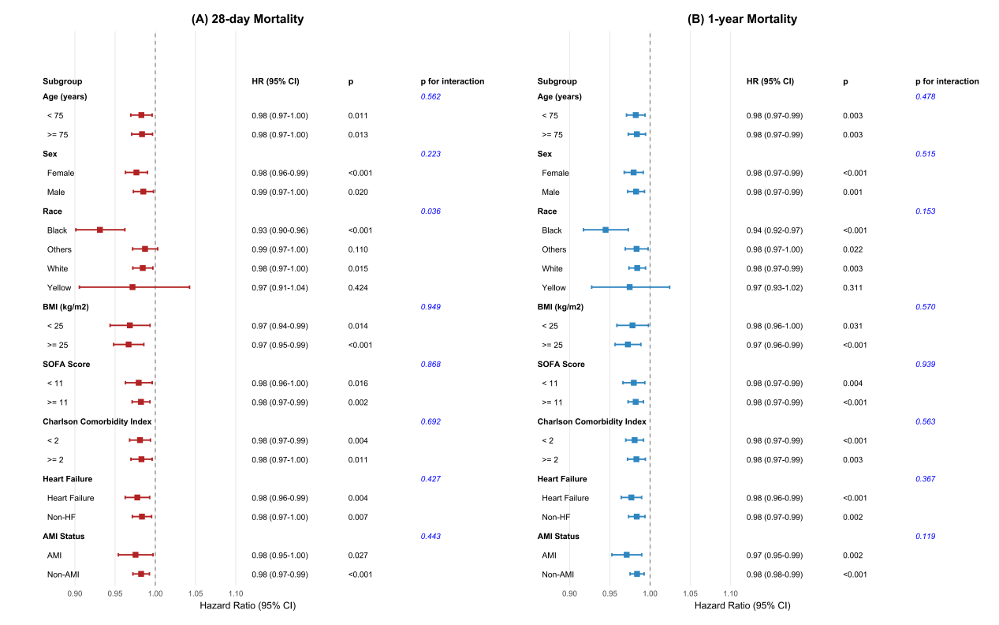 (A) 28-day Mortality
Subgroup HR (95% CI) p p for interaction
Age (years) 0.562
< 75 0.98 (0.97-1.00) 0.011
>= 75 0.98 (0.97-1.00) 0.013
Sex 0.223
Female 0.98 (0.96-0.99) <0.001
Male 0.99 (0.97-1.00) 0.020
Race 0.036
Black 0.93 (0.90-0.96) <0.001
Others 0.99 (0.97-1.00) 0.110
White 0.98 (0.97-1.00) 0.015
Yellow 0.97 (0.91-1.04) 0.424
BMI (kg/m2) 0.949
< 25 0.97 (0.94-0.99) 0.014
>= 25 0.97 (0.95-0.99) <0.001
SOFA Score 0.868
< 11 0.98 (0.96-1.00) 0.016
>= 11 0.98 (0.97-0.99) 0.002
Charlson Comorbidity Index 0.692
< 2 0.98 (0.97-0.99) 0.004
>= 2 0.98 (0.97-1.00) 0.011
Heart Failure 0.427
Heart Failure 0.98 (0.96-0.99) 0.004
Non-HF 0.98 (0.97-1.00) 0.007
AMI Status 0.443
AMI 0.98 (0.95-1.00) 0.027
Non-AMI 0.98 (0.97-0.99) <0.001
0.90 0.95 1.00 1.05 1.10
Hazard Ratio (95% CI)
(B) 1-year Mortality
Subgroup HR (95% CI) p p for interaction
Age (years) 0.478
< 75 0.98 (0.97-0.99) 0.003
>= 75 0.98 (0.97-0.99) 0.003
Sex 0.515
Female 0.98 (0.97-0.99) <0.001
Male 0.98 (0.97-0.99) 0.001
Race 0.153
Black 0.94 (0.92-0.97) <0.001
Others 0.98 (0.97-1.00) 0.022
White 0.98 (0.97-0.99) 0.003
Yellow 0.97 (0.93-1.02) 0.311
BMI (kg/m2) 0.570
< 25 0.98 (0.96-1.00) 0.031
>= 25 0.97 (0.96-0.99) <0.001
SOFA Score 0.939
< 11 0.98 (0.97-0.99) 0.004
>= 11 0.98 (0.97-0.99) <0.001
Charlson Comorbidity Index 0.563
< 2 0.98 (0.97-0.99) <0.001
>= 2 0.98 (0.97-0.99) 0.003
Heart Failure 0.367
Heart Failure 0.98 (0.96-0.99) <0.001
Non-HF 0.98 (0.97-0.99) 0.002
AMI Status 0.119
AMI 0.97 (0.95-0.99) 0.002
Non-AMI 0.98 (0.98-0.99) <0.001
0.90 0.95 1.00 1.05 1.10
Hazard Ratio (95% CI)